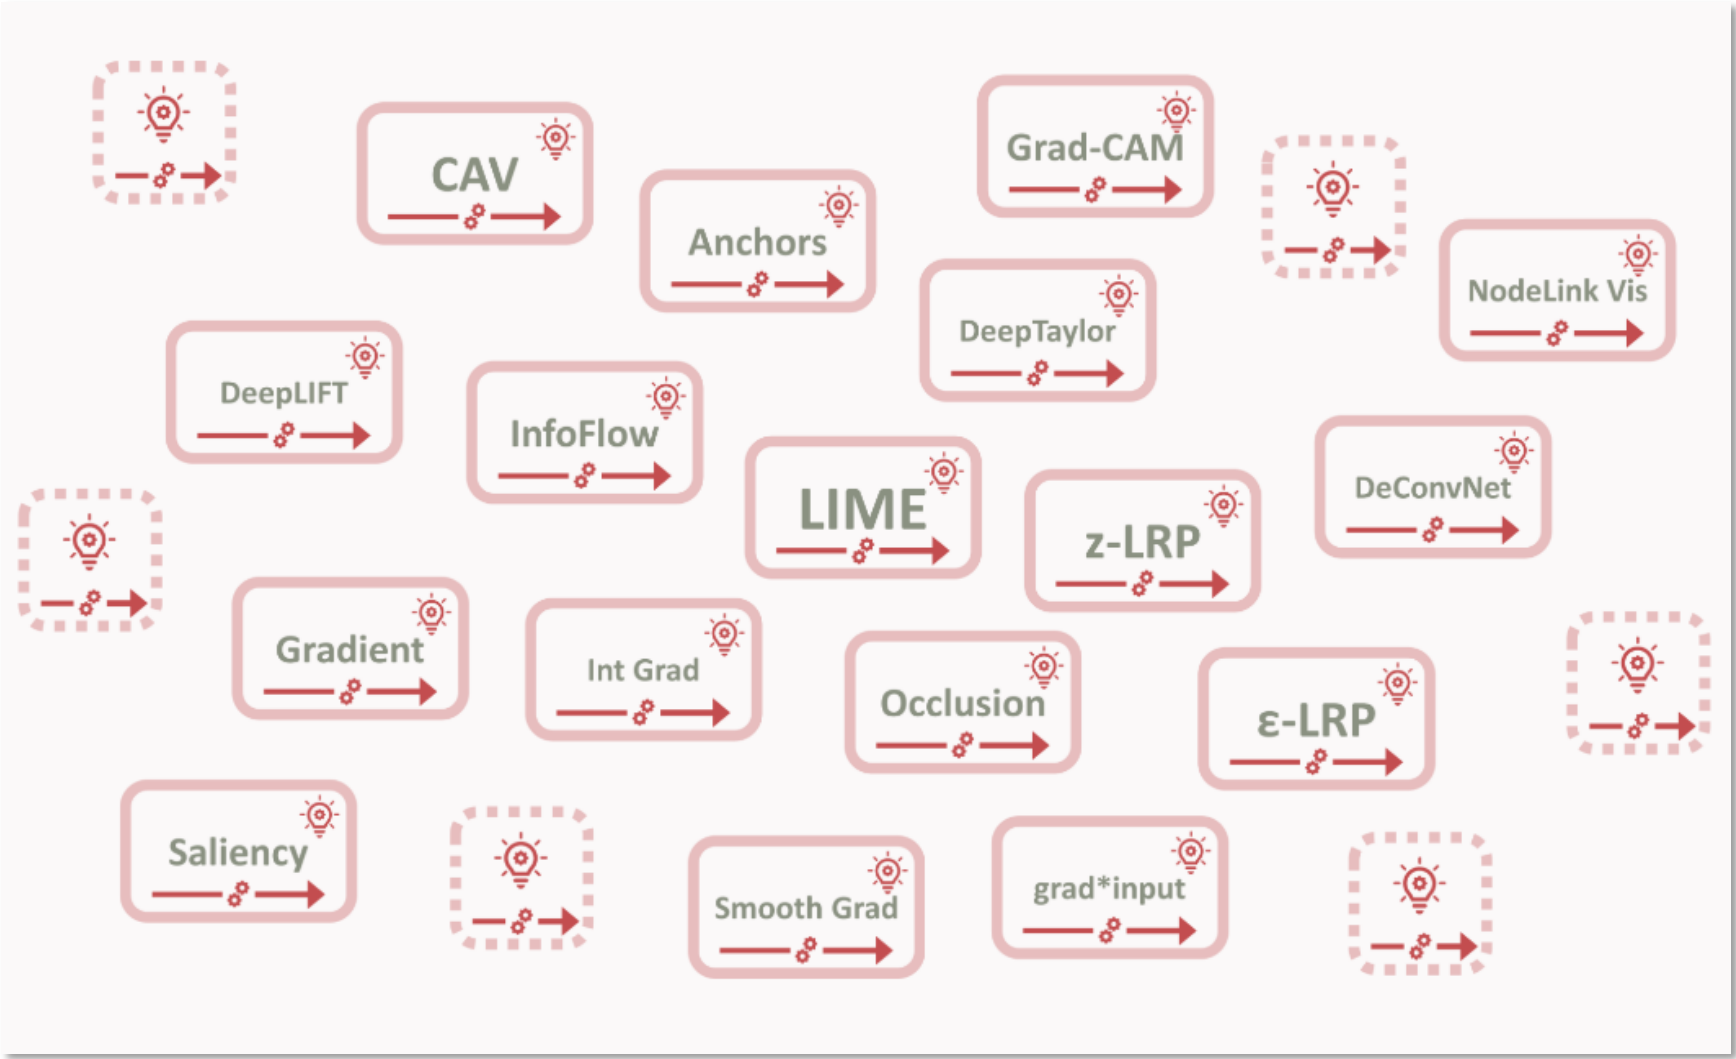 Grad-CAM
CAV
Anchors
NodeLink Vis
DeepTaylor
DeepLIFT
InfoFlow
DeConvNet
LIME
z-LRP
Gradient
Int Grad
Occlusion
ε-LRP
Saliency
grad*input
Smooth Grad